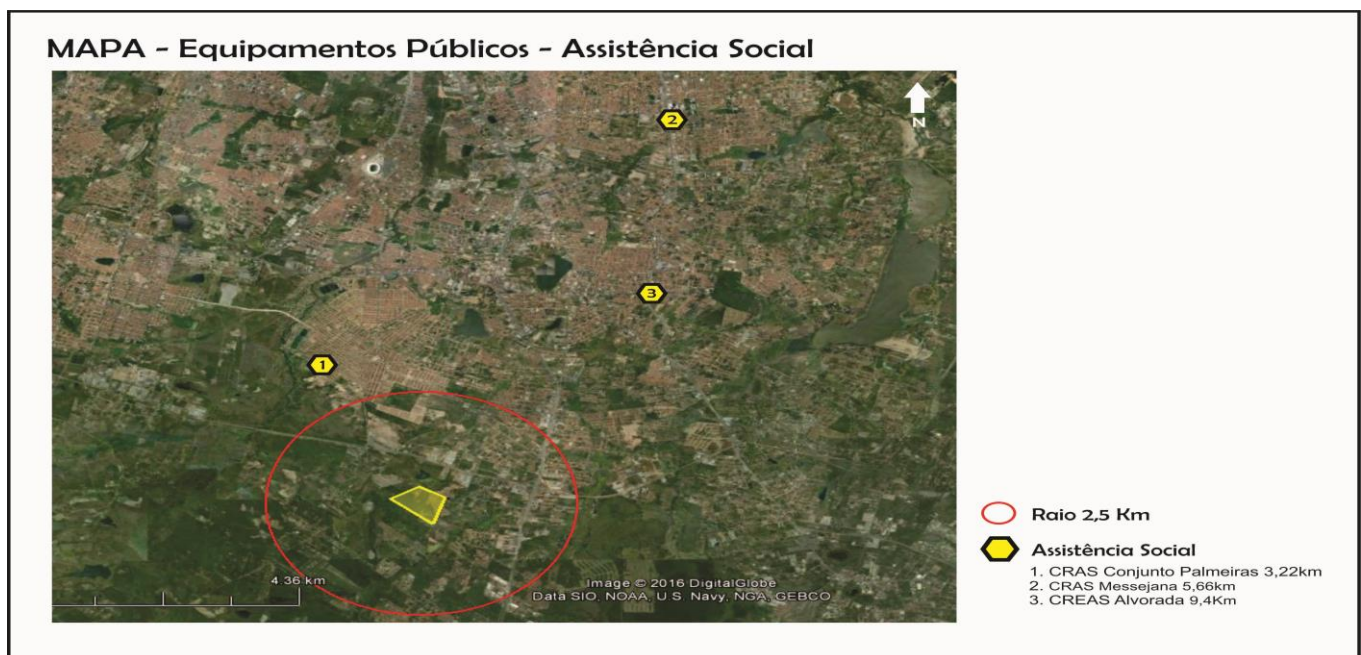 MAPA - Equipamentos Públicos - Assistência Social
2
N
3
1
4.36 km
Image © 2016 DigitalGlobe
Data SIO, NOAA, U.S. Navy, NGA, GEBCO
Raio 2,5 Km
Assistência Social
1. CRAS Conjunto Palmeiras 3,22km
2. CRAS Messejana 5,66km
3. CREAS Alvorada 9,4Km